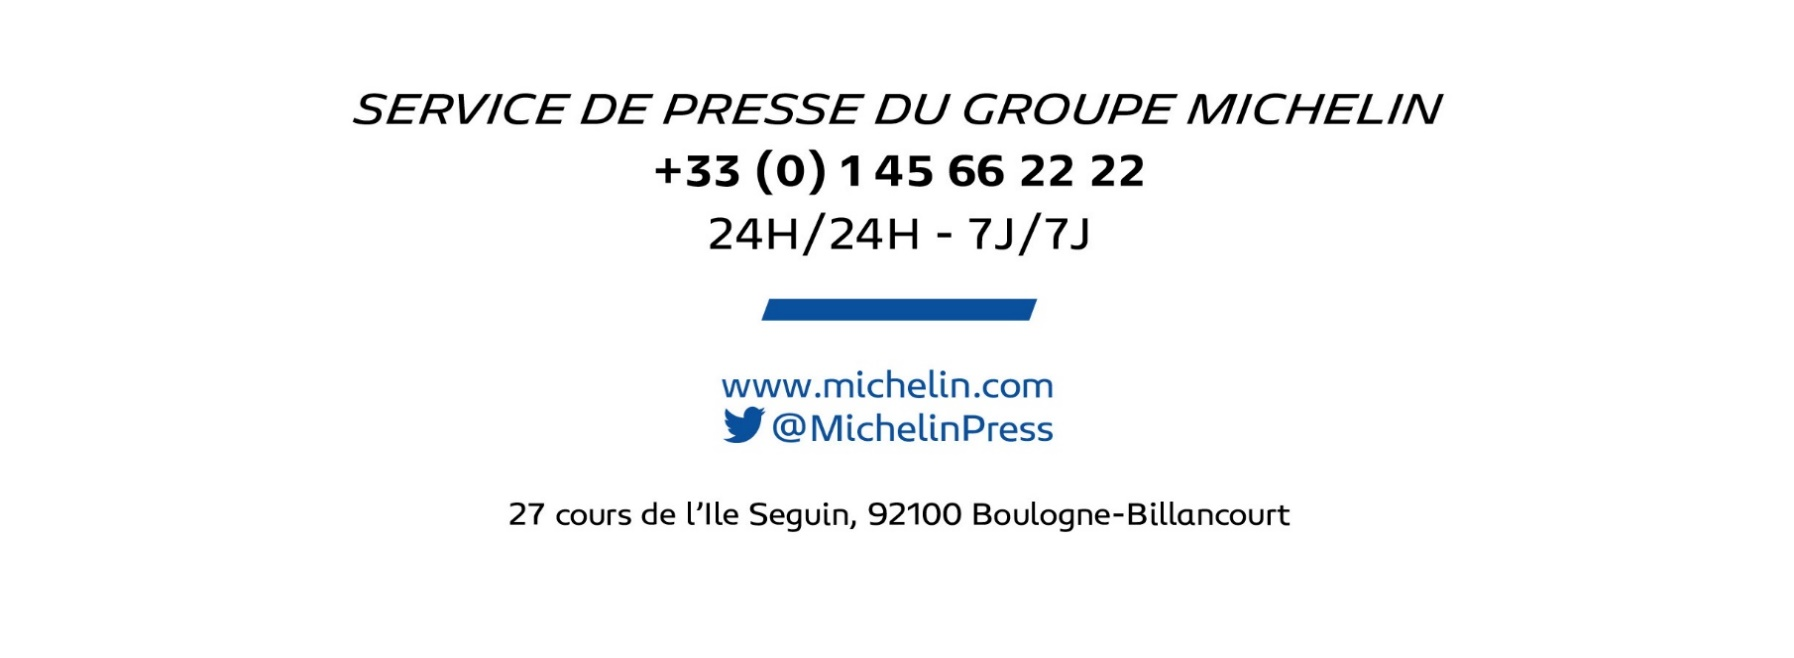 SERVICE DE PRESSE DU GROUPE MICHELIN
+33 (0) 1 45 66 22 22
24H/24H - 7J/7J
www.michelin.com
@MichelinPress
27 cours de l’Ile Seguin, 92100 Boulogne-Billancourt